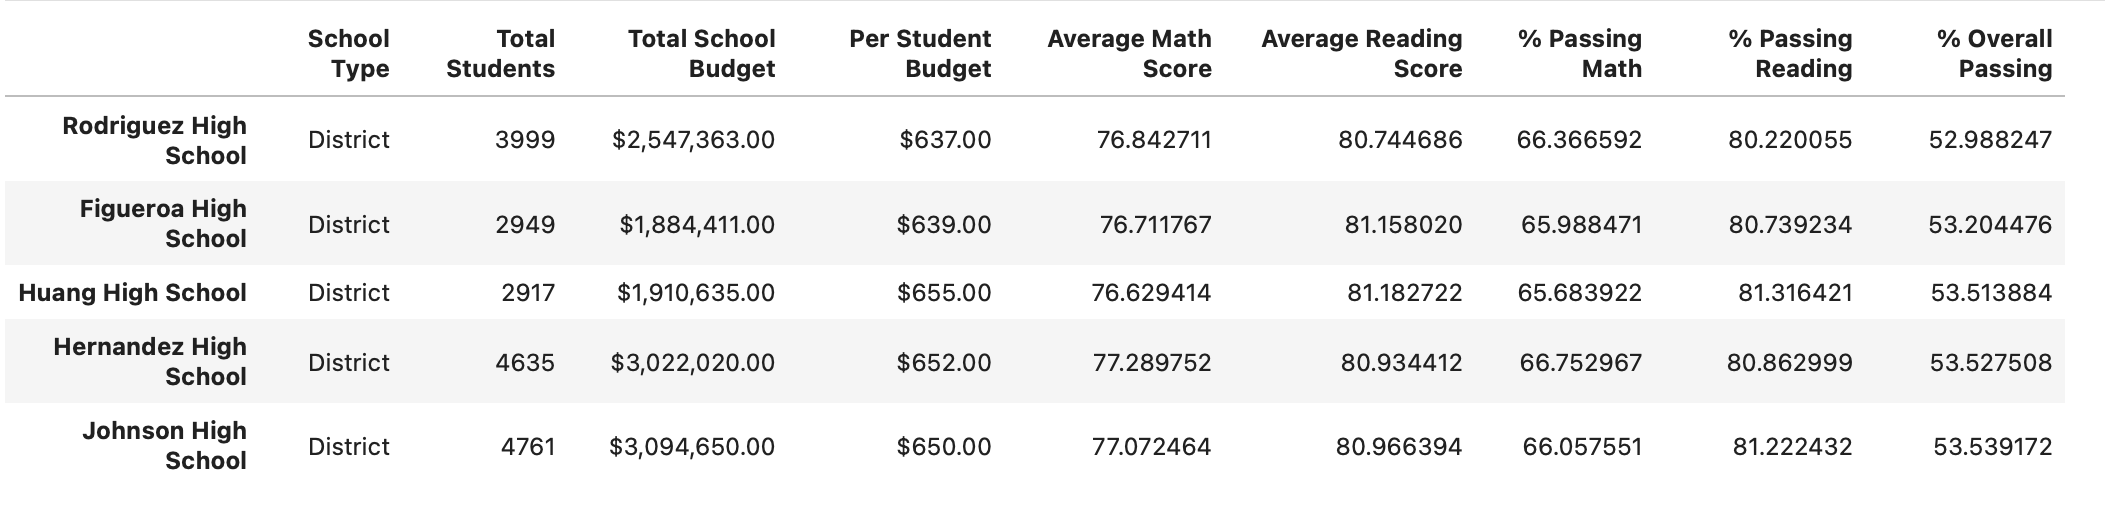 School Type Total Students Total School Budget Per Student Budget Average Math Score Average Reading Score % Passing Math % Passing Reading % Overall Passing
Rodriguez High School District 3999 $2,547,363.00 $637.00 76.842711 80.744686 66.366592 80.220055 52.988247
Figueroa High School District 2949 $1,884,411.00 $639.00 76.711767 81.158020 65.988471 80.739234 53.204476
Huang High School District 2917 $1,910,635.00 $655.00 76.629414 81.182722 65.683922 81.316421 53.513884
Hernandez High School District 4635 $3,022,020.00 $652.00 77.289752 80.934412 66.752967 80.862999 53.527508
Johnson High School District 4761 $3,094,650.00 $650.00 77.072464 80.966394 66.057551 81.222432 53.539172